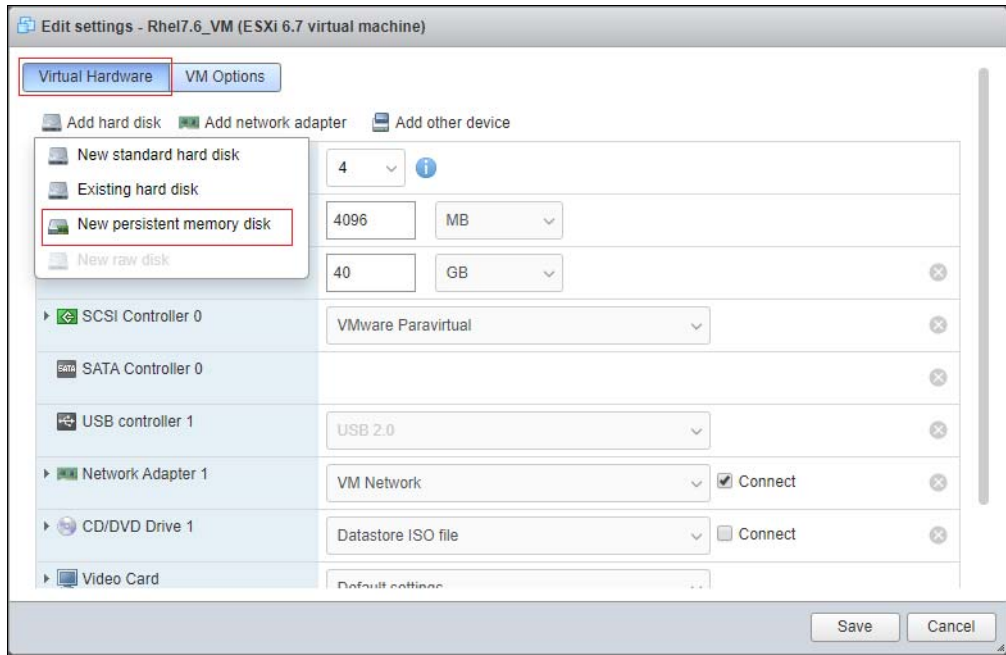 Edit settings - Rhel7.6_VM (ESXi 6.7 virtual machine)
Virtual Hardware VM Options
Add hard disk Add network adapter Add other device
New standard hard disk
Existing hard disk
New persistent memory disk
New raw disk
4
4096 MB
40 GB
SCSI Controller 0 VMware Paravirtual
SATA SATA Controller 0
USB controller 1 USB 2.0
Network Adapter 1 VM Network Connect
CD/DVD Drive 1 Datastore ISO file Connect
Video Card Default settings
Save Cancel